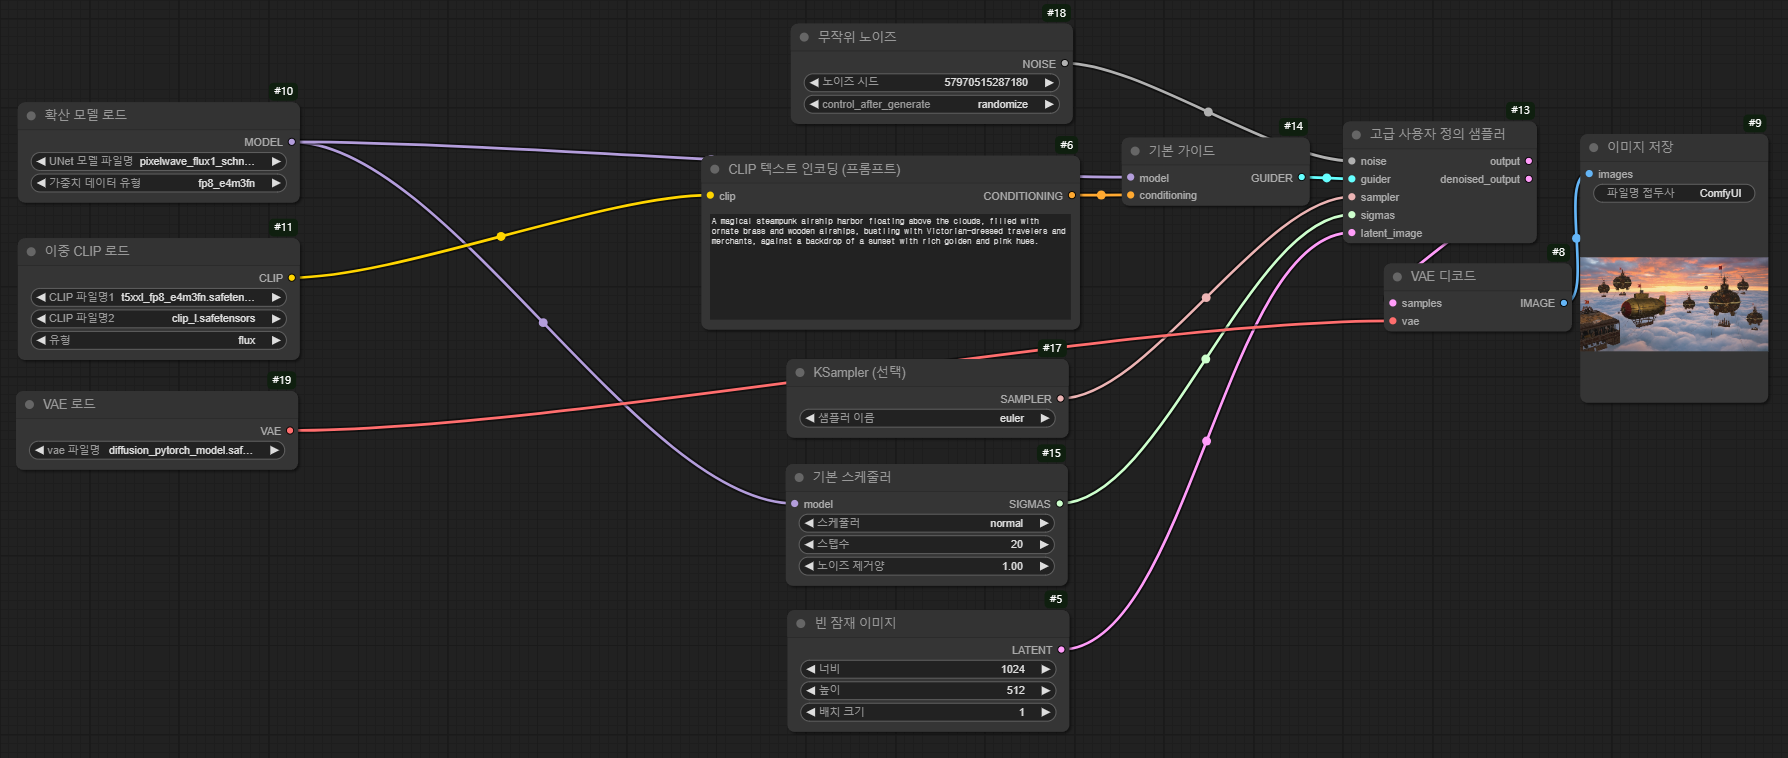 #10
확산 모델 로드
MODEL
UNet 모델 파일명 pixelwave_flux1_schn...
가중치 데이터 유형 fp8_e4m3fn
#11
이중 CLIP 로드
CLIP
CLIP 파일명1 t5xxl_fp8_e4m3fn.safeten...
CLIP 파일명2 clip_l.safetensors
유형 flux
#19
VAE 로드
VAE
vae 파일명 diffusion_pytorch_model.saf...
#18
무작위 노이즈
NOISE
노이즈 시드 57970515287180
control_after_generate randomize
#6
CLIP 텍스트 인코딩 (프롬프트)
clip CONDITIONING
A magical steampunk airship harbor floating above the clouds, filled with
ornate brass and wooden airships, bustling with Victorian-dressed travelers and
merchants, against a backdrop of a sunset with rich golden and pink hues.
#17
KSampler (선택)
SAMPLER
샘플러 이름 euler
#15
기본 스케줄러
model SIGMAS
스케쥴러 normal
스텝수 20
노이즈 제거양 1.00
#5
빈 잠재 이미지
LATENT
너비 1024
높이 512
배치 크기 1
#14
기본 가이드
model GUIDER
conditioning
#13
고급 사용자 정의 샘플러
noise output
guider denoised_output
sampler
sigmas
latent_image
#8
VAE 디코드
samples IMAGE
vae
#9
이미지 저장
images
파일명 접두사 ComfyUI